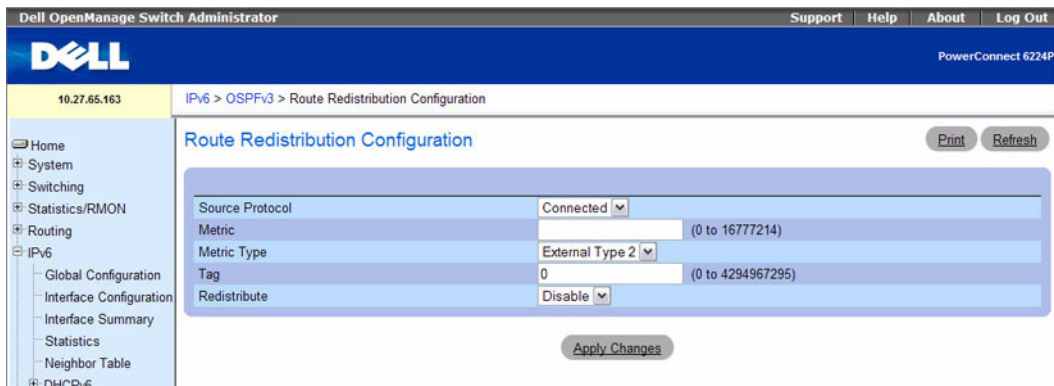 Dell OpenManage Switch Administrator
Support Help About Log Out
DELL
PowerConnect 6224P
10.27.65.163
IPv6 > OSPFv3 > Route Redistribution Configuration
Home
System
Switching
Statistics/RMON
Routing
IPv6
Global Configuration
Interface Configuration
Interface Summary
Statistics
Neighbor Table
DHCPv6
Route Redistribution Configuration
Print Refresh
Source Protocol Connected
Metric (0 to 16777214)
Metric Type External Type 2
Tag 0 (0 to 4294967295)
Redistribute Disable
Apply Changes